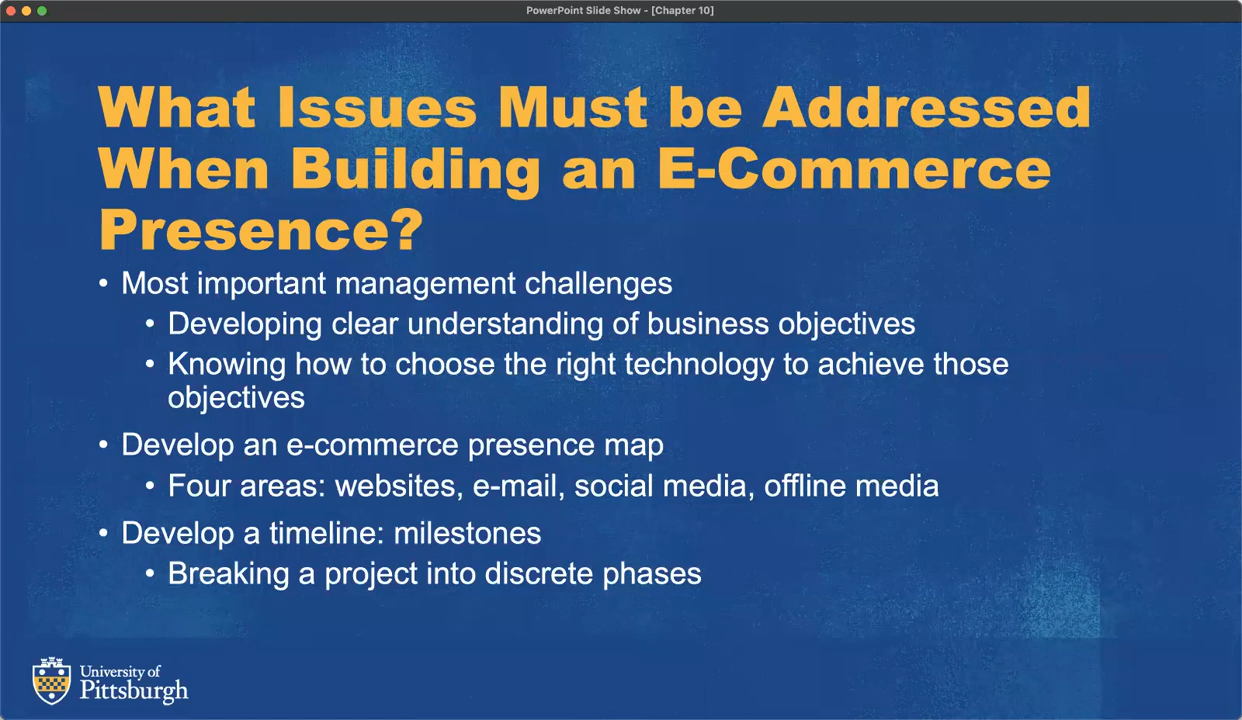 PowerPoint Slide Show - [Chapter 10]
What Issues Must be Addressed
When Building an E-Commerce
Presence?
• Most important management challenges
• Developing clear understanding of business objectives
• Knowing how to choose the right technology to achieve those
objectives
• Develop an e-commerce presence map
• Four areas: websites, e-mail, social media, offline media
• Develop a timeline: milestones
• Breaking a project into discrete phases
University of
Pittsburgh